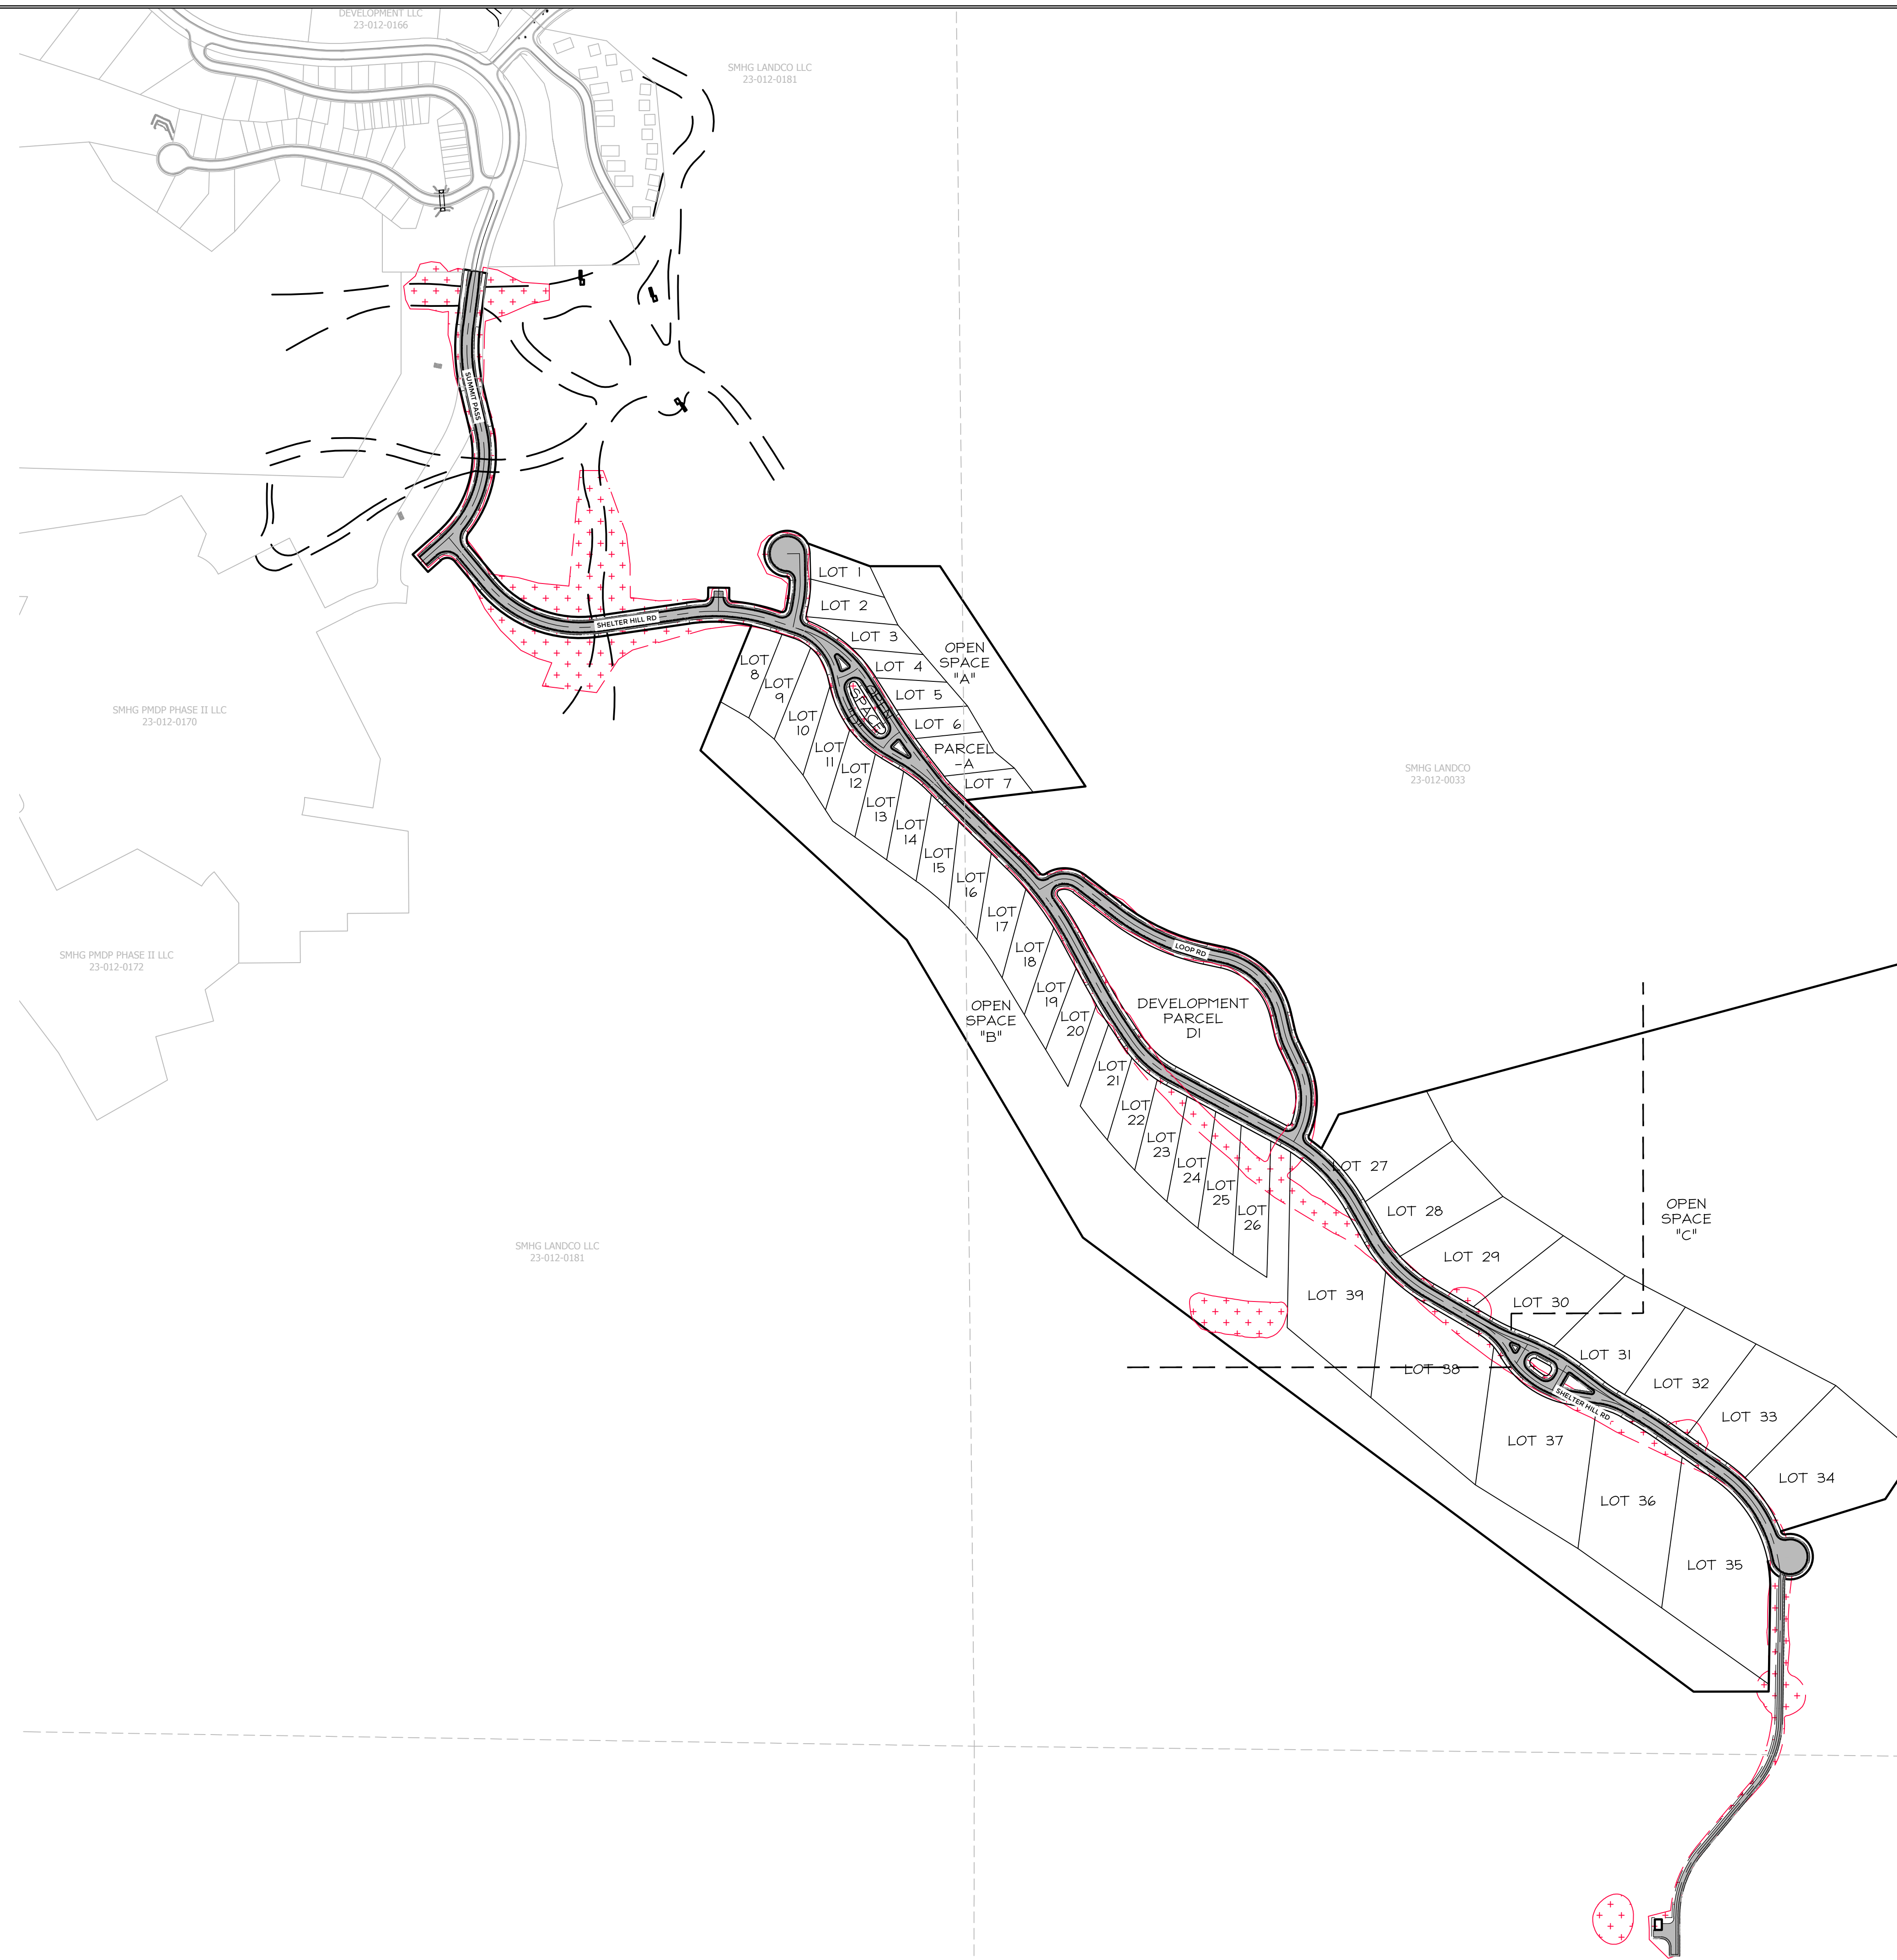 DEVELOPMENT LLC
23-012-0166
SMHG LANDCO LLC
23-012-0181
SUMMIT PASS
SHELTER HILL RD
LOT 1
LOT 2
LOT 3
LOT 4
LOT 5
LOT 6
PARCEL
-A
LOT 7
OPEN
SPACE
"A"
OPEN
SPACE
LOT
8
LOT
9
LOT
10
LOT
11
LOT
12
LOT
13
LOT
14
LOT
15
LOT
16
LOT
17
LOT
18
LOT
19
LOT
20
SMHG PMDP PHASE II LLC
23-012-0170
SMHG LANDCO
23-012-0033
SMHG PMDP PHASE II LLC
23-012-0172
LOOP RD
DEVELOPMENT
PARCEL
D1
OPEN
SPACE
"B"
LOT
21
LOT
22
LOT
23
LOT
24
LOT
25
LOT
26
LOT 27
LOT 28
LOT 29
LOT 30
LOT 31
LOT 32
LOT 33
LOT 34
OPEN
SPACE
"C"
SMHG LANDCO LLC
23-012-0181
LOT 39
LOT 38
SHELTER HILL RD
LOT 37
LOT 36
LOT 35